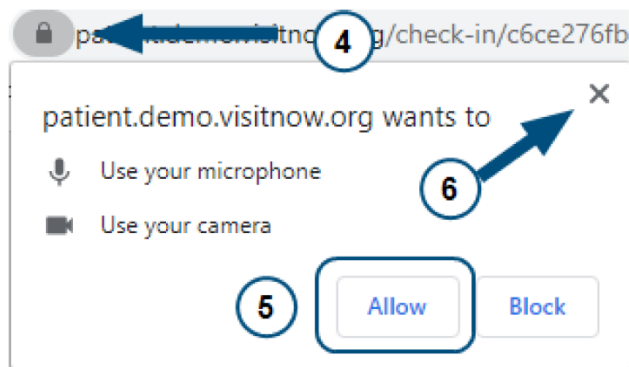 4 /check-in/c6ce276fb
patient.demo.visitnow.org wants to
6
Use your microphone
Use your camera
5 Allow Block